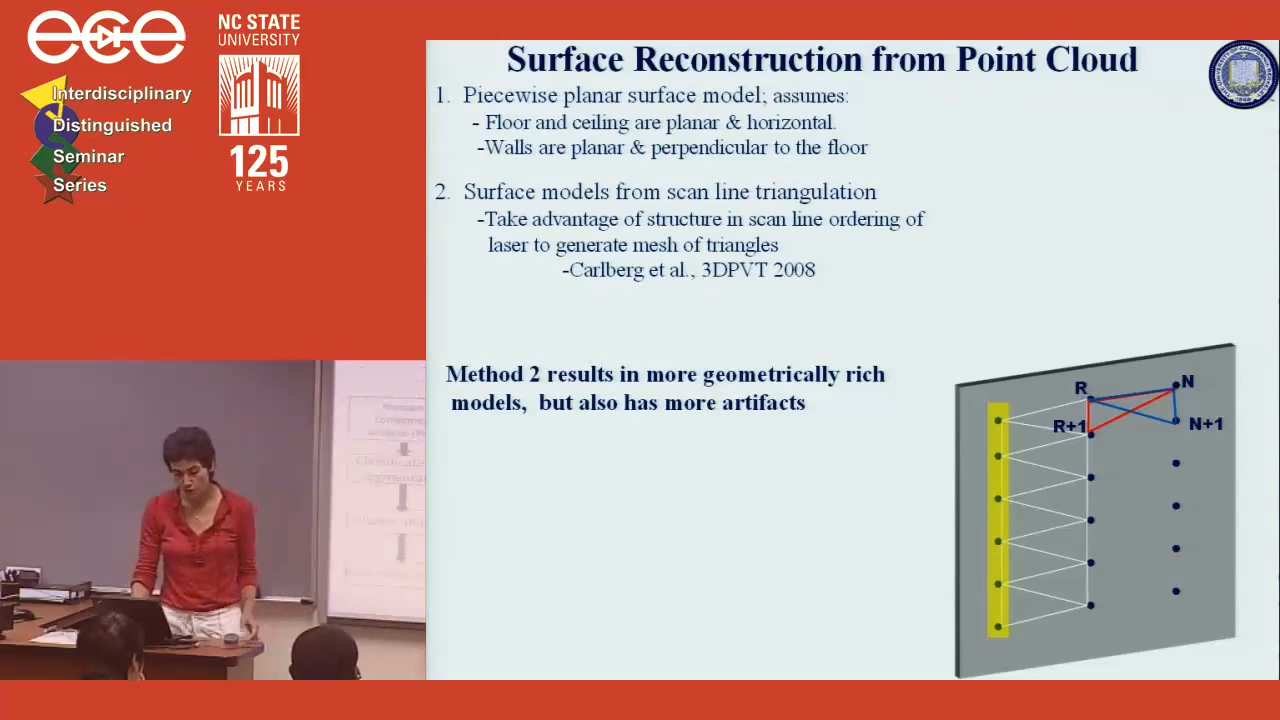 ece
NC STATE
UNIVERSITY
Interdisciplinary
Distinguished
Seminar
Series
125
YEARS
Surface Reconstruction from Point Cloud
1. Piecewise planar surface model; assumes:
- Floor and ceiling are planar & horizontal.
-Walls are planar & perpendicular to the floor
2. Surface models from scan line triangulation
-Take advantage of structure in scan line ordering of
laser to generate mesh of triangles
-Carlberg et al., 3DPVT 2008
Method 2 results in more geometrically rich
models, but also has more artifacts
R
N
R+1
N+1